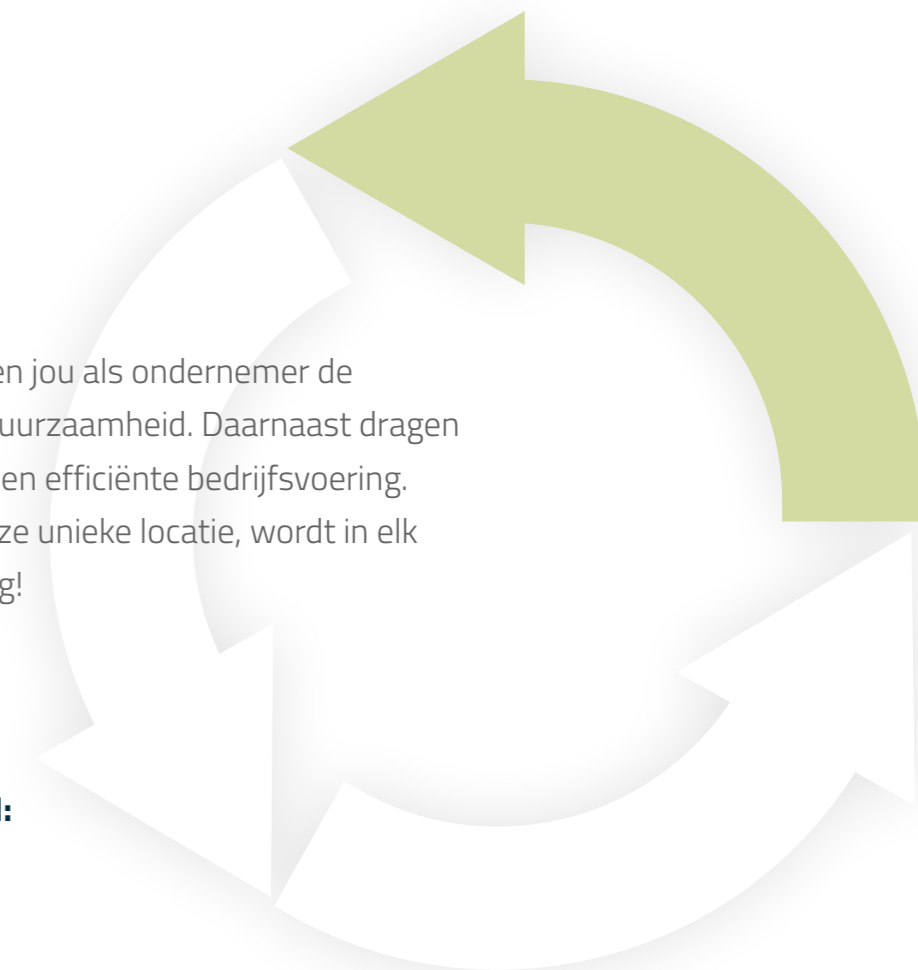 en jou als ondernemer de
uurzaamheid. Daarnaast dragen
en efficiënte bedrijfsvoering.
ze unieke locatie, wordt in elk
g!
l: